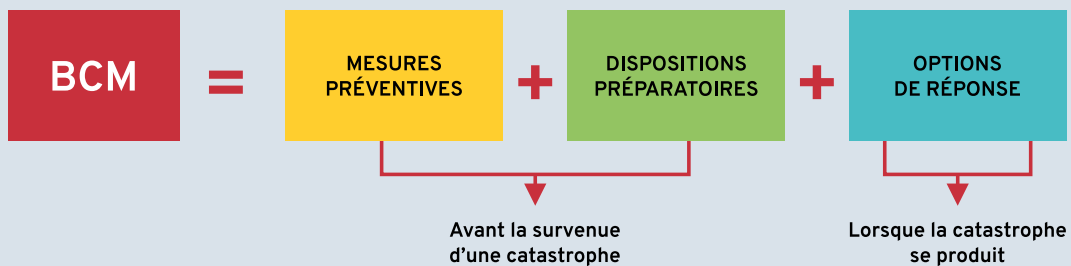 BCM
=
MESURES
PRÉVENTIVES
+
DISPOSITIONS
PRÉPARATOIRES
+
OPTIONS
DE RÉPONSE
Avant la survenue
d'une catastrophe
Lorsque la catastrophe
se produit